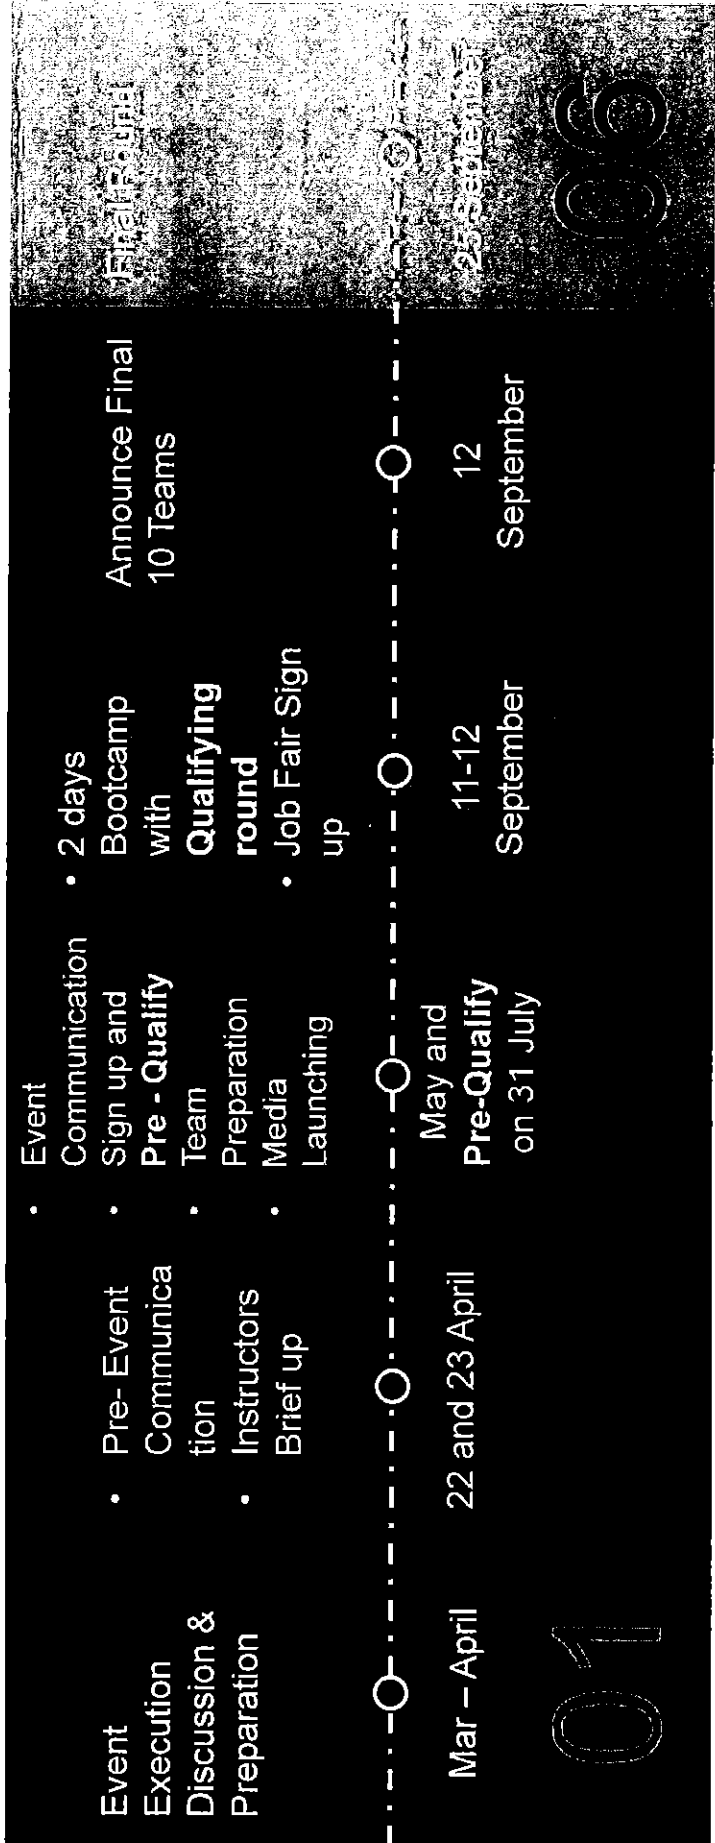 Event
Execution
Discussion &
Preparation
Mar – April
01
• Pre- Event
Communica
tion
• Instructors
Brief up
22 and 23 April
• Event
Communication
• Sign up and
Pre - Qualify
• Team
Preparation
• Media
Launching
May and
Pre-Qualify
on 31 July
• 2 days
Bootcamp
with
Qualifying
round
• Job Fair Sign
up
11-12
September
Announce Final
10 Teams
12
September
Final Round
25 September
06